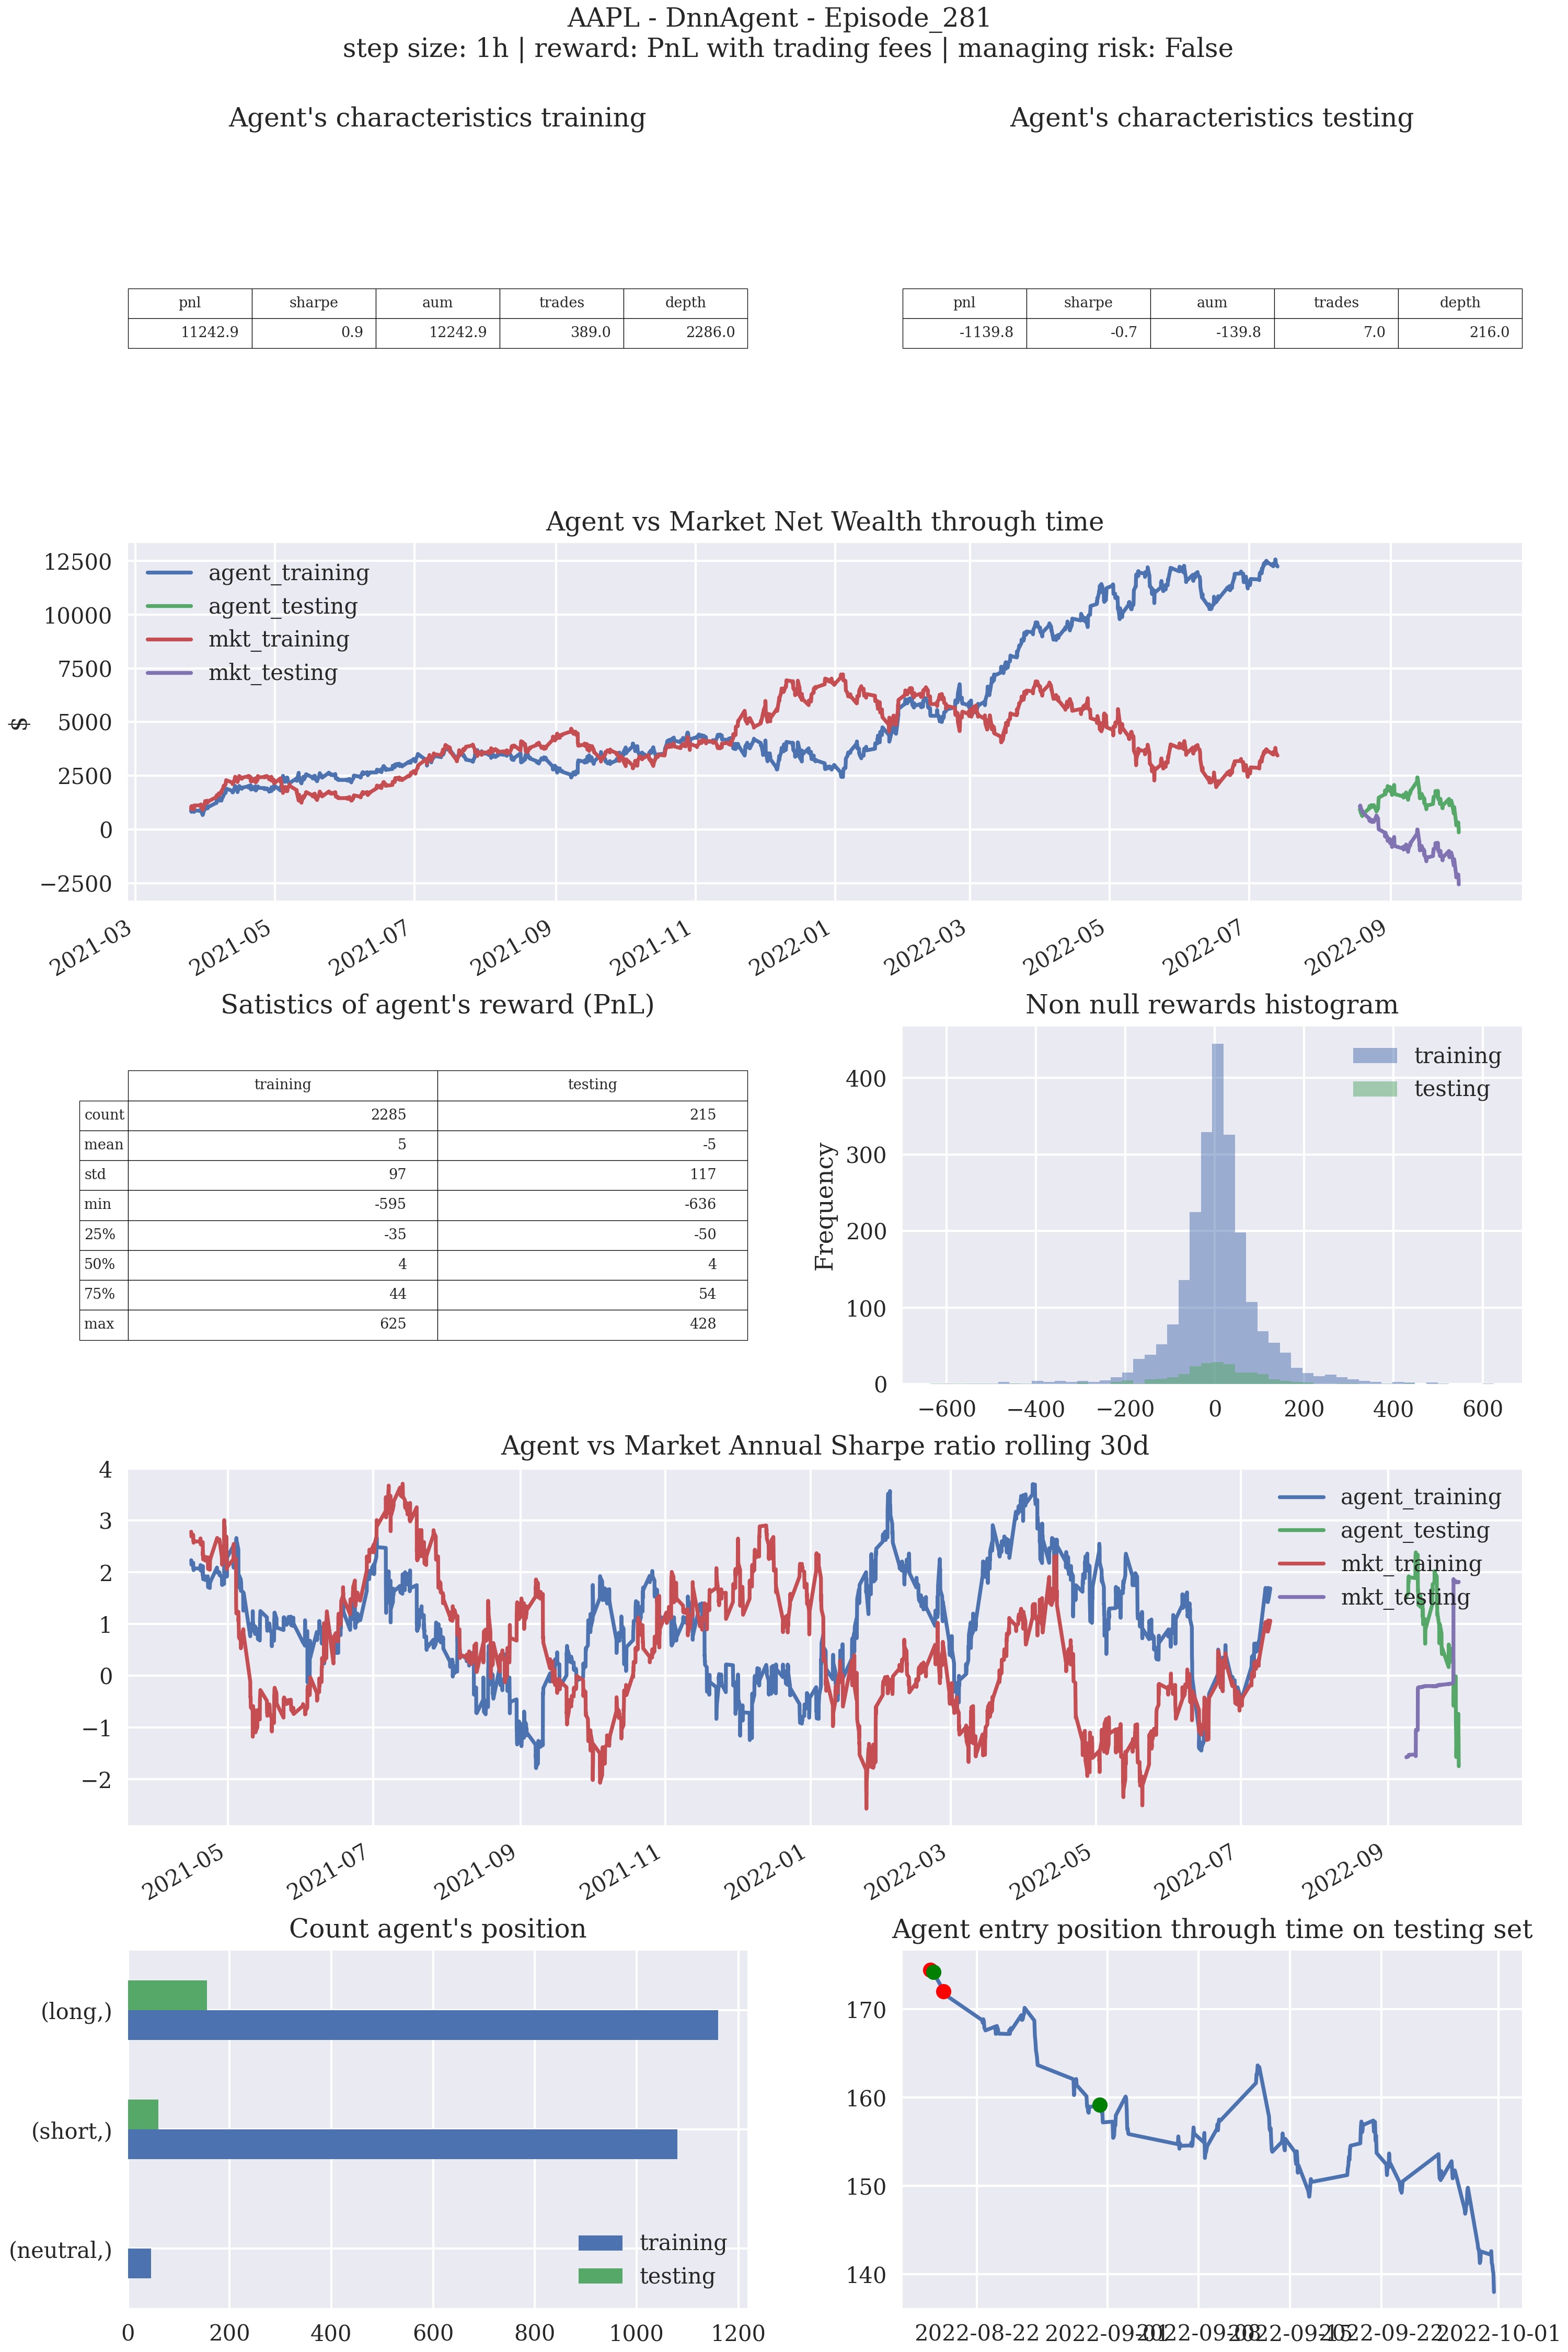 AAPL - DnnAgent - Episode_281
step size: 1h | reward: PnL with trading fees | managing risk: False
Agent's characteristics training
pnl sharpe aum trades depth
11242.9 0.9 12242.9 389.0 2286.0
Agent's characteristics testing
pnl sharpe aum trades depth
-1139.8 -0.7 -139.8 7.0 216.0
Agent vs Market Net Wealth through time
$
12500
10000
7500
5000
2500
0
−2500
agent_training
agent_testing
mkt_training
mkt_testing
2021-03 2021-05 2021-07 2021-09 2021-11 2022-01 2022-03 2022-05 2022-07 2022-09
Satistics of agent's reward (PnL)
training testing
count 2285 215
mean 5 -5
std 97 117
min -595 -636
25% -35 -50
50% 4 4
75% 44 54
max 625 428
Non null rewards histogram
Frequency
400
300
200
100
0
training
testing
−600 −400 −200 0 200 400 600
Agent vs Market Annual Sharpe ratio rolling 30d
4
3
2
1
0
−1
−2
agent_training
agent_testing
mkt_training
mkt_testing
2021-05 2021-07 2021-09 2021-11 2022-01 2022-03 2022-05 2022-07 2022-09
Count agent's position
(long,)
(short,)
(neutral,)
training
testing
0 200 400 600 800 1000 1200
Agent entry position through time on testing set
170
160
150
140
2022-08-22 2022-09-01 2022-09-08 2022-09-15 2022-09-22 2022-10-01